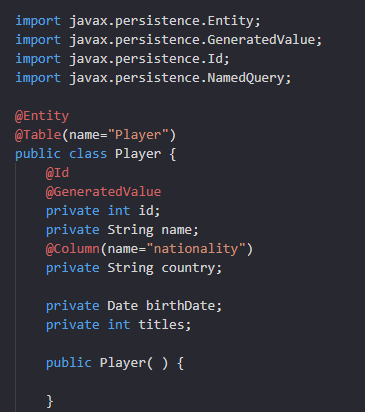 import javax.persistence.Entity;
import javax.persistence.GeneratedValue;
import javax.persistence.Id;
import javax.persistence.NamedQuery;

@Entity
@Table(name="Player")
public class Player {
    @Id
    @GeneratedValue
    private int id;
    private String name;
    @Column(name="nationality")
    private String country;

    private Date birthDate;
    private int titles;

    public Player( ) {

    }